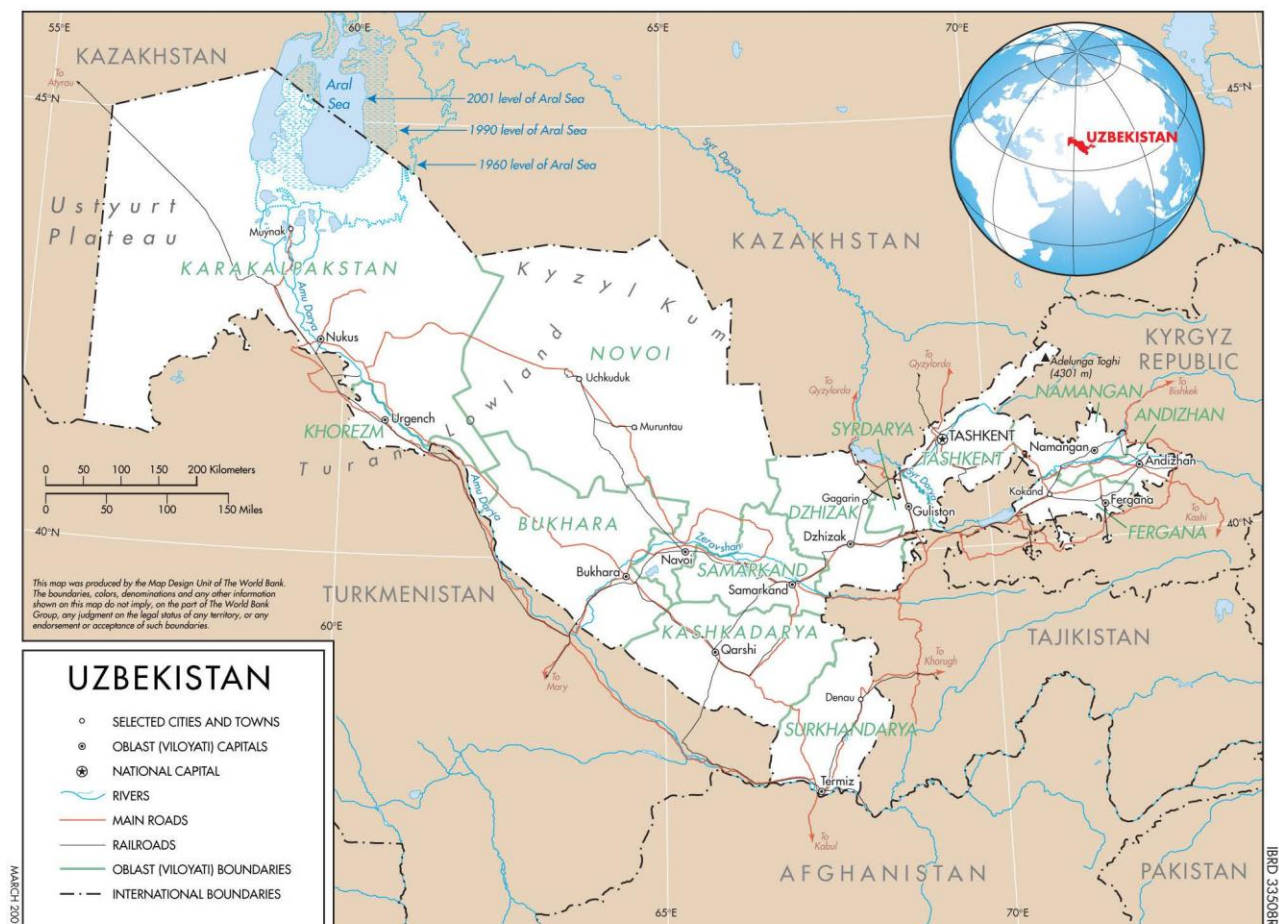 55°E
60°E
65°E
70°E
KAZAKHSTAN
To
Atyrau
45°N
Aral
Sea
2001 level of Aral Sea
1990 level of Aral Sea
1960 level of Aral Sea
Syr Darya
45°N
UZBEKISTAN
Ustyurt
Plateau
Muynak
KAZAKHSTAN
KARAKALPAKSTAN
Kyzyl Kum
Amu Darya
Nukus
NOVOI
KYRGYZ
REPUBLIC
Adelunga Toghi
(4301 m)
To
Qyzylorda
To
Qyzylorda
To
Bishkek
Uchkuduk
NAMANGAN
ANDIZHAN
Turan Lowland
Urgench
KHOREZM
Muruntau
SYRDARYA
TASHKENT
TASHKENT
Namangan
Andizhan
0 50 100 150 200 Kilometers
0 50 100 150 Miles
Amu Darya
Syr Darya
Gagarin
Kokand
Fergana
Guliston
DZHIZAK
To
Kashi
40°N
BUKHARA
Dzhizak
FERGANA
40°N
Zeravshan
Navoi
SAMARKAND
Bukhara
Samarkand
This map was produced by the Map Design Unit of The World Bank.
The boundaries, colors, denominations and any other information
shown on this map do not imply, on the part of The World Bank
Group, any judgment on the legal status of any territory, or any
endorsement or acceptance of such boundaries.
TURKMENISTAN
60°E
KASHKADARYA
Qarshi
TAJIKISTAN
To
Khorugh
To
Mary
Denau
SURKHANDARYA
Termiz
To
Kabul
AFGHANISTAN
PAKISTAN
65°E
70°E
UZBEKISTAN
SELECTED CITIES AND TOWNS
OBLAST (VILOYATI) CAPITALS
NATIONAL CAPITAL
RIVERS
MAIN ROADS
RAILROADS
OBLAST (VILOYATI) BOUNDARIES
INTERNATIONAL BOUNDARIES
MARCH 200
IBRD 33508R